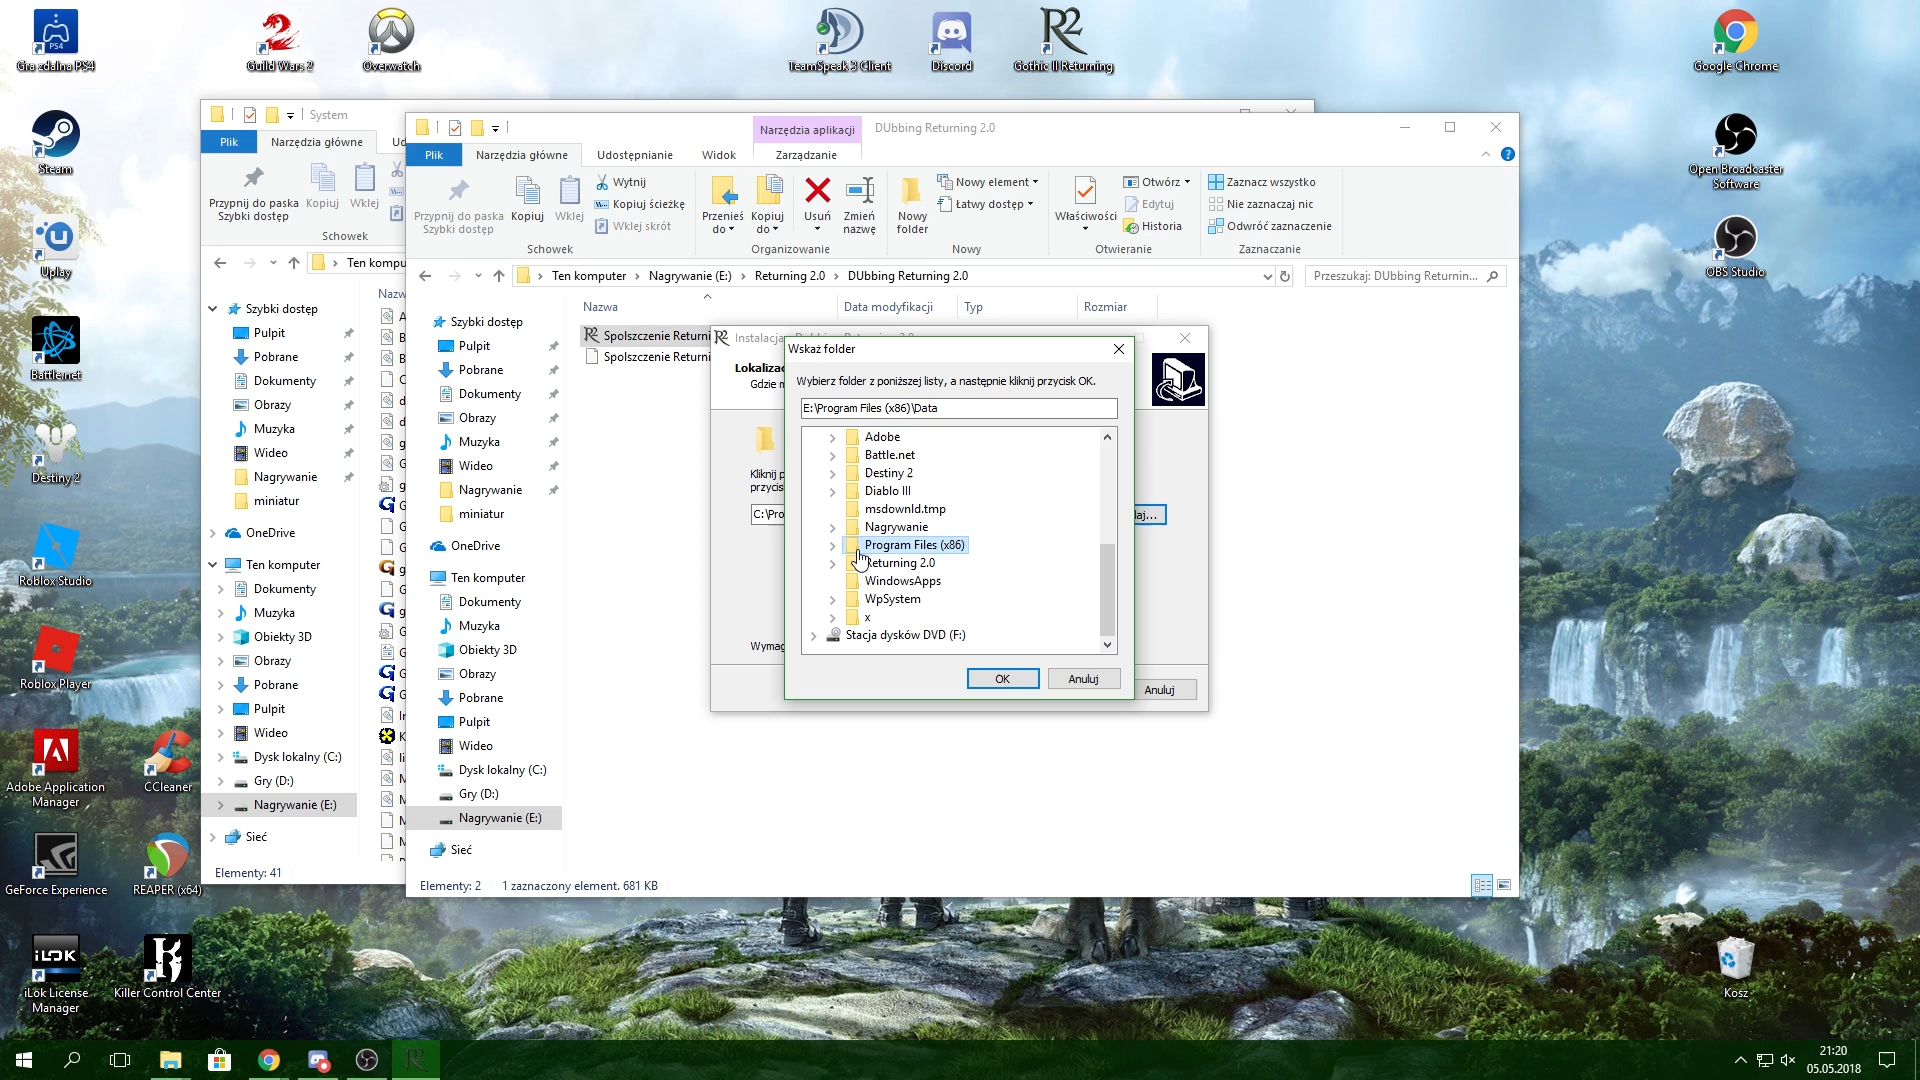 Gra zdalna PS4
Guild Wars 2
Overwatch
TeamSpeak 3 Client
Discord
Gothic II Returning
Google Chrome
Steam
Open Broadcaster
Software
Uplay
OBS Studio
Battle.net
Destiny 2
Roblox Studio
Roblox Player
Adobe Application
Manager
CCleaner
GeForce Experience
REAPER (x64)
iLok License
Manager
Killer Control Center
Kosz
System
Plik
Narzędzia główne
Przypnij do paska
Szybki dostęp
Kopiuj
Wklej
Schowek
Ten kompu
Nazw
Szybki dostęp
Pulpit
Pobrane
Dokumenty
Obrazy
Muzyka
Wideo
Nagrywanie
miniatur
OneDrive
Ten komputer
Dokumenty
Muzyka
Obiekty 3D
Obrazy
Pobrane
Pulpit
Wideo
Dysk lokalny (C:)
Gry (D:)
Nagrywanie (E:)
Sieć
Elementy: 41
Narzędzia aplikacji
DUbbing Returning 2.0
Plik
Narzędzia główne
Udostępnianie
Widok
Zarządzanie
Przypnij do paska
Szybki dostęp
Kopiuj
Wklej
Wytnij
Kopiuj ścieżkę
Wklej skrót
Schowek
Przenieś
do
Kopiuj
do
Usuń
Zmień
nazwę
Organizowanie
Nowy
folder
Nowy element
Łatwy dostęp
Nowy
Właściwości
Otwórz
Edytuj
Historia
Otwieranie
Zaznacz wszystko
Nie zaznaczaj nic
Odwróć zaznaczenie
Zaznaczanie
Ten komputer
Nagrywanie (E:)
Returning 2.0
DUbbing Returning 2.0
Przeszukaj: DUbbing Returnin...
Nazwa
Data modyfikacji
Typ
Rozmiar
Spolszczenie Returni
Spolszczenie Returni
Szybki dostęp
Pulpit
Pobrane
Dokumenty
Obrazy
Muzyka
Wideo
Nagrywanie
miniatur
OneDrive
Ten komputer
Dokumenty
Muzyka
Obiekty 3D
Obrazy
Pobrane
Pulpit
Wideo
Dysk lokalny (C:)
Gry (D:)
Nagrywanie (E:)
Sieć
Elementy: 2
1 zaznaczony element. 681 KB
Instalacja
Lokalizac
Gdzie m
Kliknij p
przycis
C:\Pro
aj...
Wymag
Anuluj
Wskaż folder
Wybierz folder z poniższej listy, a następnie kliknij przycisk OK.
E:\Program Files (x86)\Data
Adobe
Battle.net
Destiny 2
Diablo III
msdownld.tmp
Nagrywanie
Program Files (x86)
Returning 2.0
WindowsApps
WpSystem
x
Stacja dysków DVD (F:)
OK
Anuluj
21:20
05.05.2018